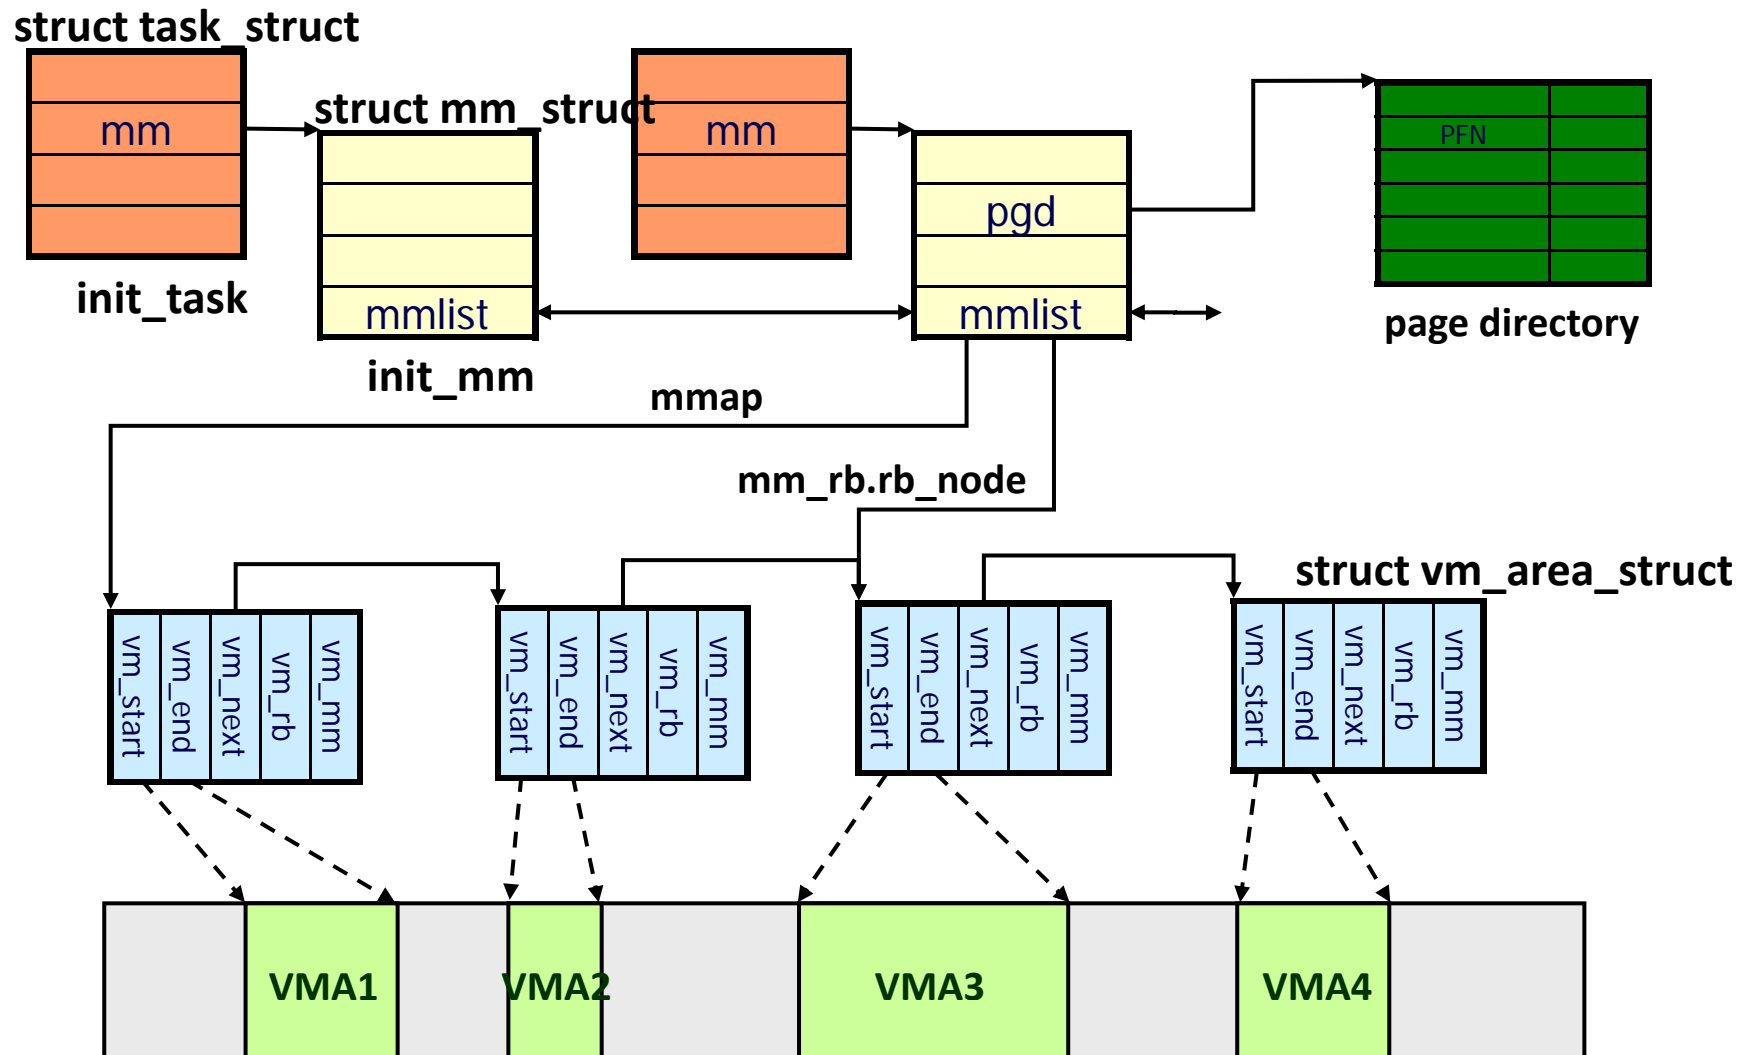 struct task_struct
mm
init_task
struct mm_struct
mmlist
init_mm
mm
pgd
mmlist
PFN
page directory
mmap
mm_rb.rb_node
struct vm_area_struct
vm_start
vm_end
vm_next
vm_rb
vm_mm
vm_start
vm_end
vm_next
vm_rb
vm_mm
vm_start
vm_end
vm_next
vm_rb
vm_mm
vm_start
vm_end
vm_next
vm_rb
vm_mm
VMA1
VMA2
VMA3
VMA4